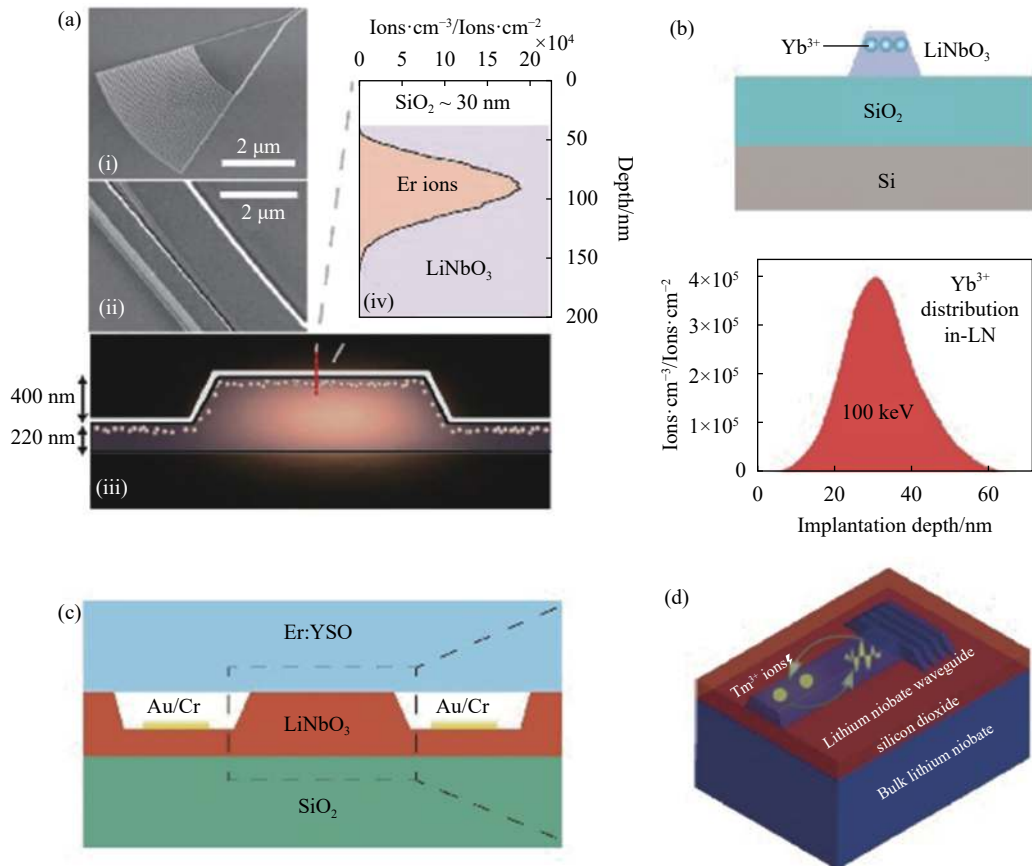 (a)
Ions·cm⁻³/Ions·cm⁻²
×10⁴
0 5 10 15 20
SiO₂ ~ 30 nm
Er ions
LiNbO₃
(iv)
0
50
100
150
200
Depth/nm
(i)
2 μm
(ii)
2 μm
400 nm
220 nm
(iii)
(b)
Yb³⁺
LiNbO₃
SiO₂
Si
4×10⁵
3×10⁵
2×10⁵
1×10⁵
0
Ions·cm⁻³/Ions·cm⁻²
Yb³⁺
distribution
in-LN
100 keV
0 20 40 60
Implantation depth/nm
(c)
Er:YSO
Au/Cr
LiNbO₃
Au/Cr
SiO₂
(d)
Tm³⁺ ions
Lithium niobate waveguide
silicon dioxide
Bulk lithium niobate